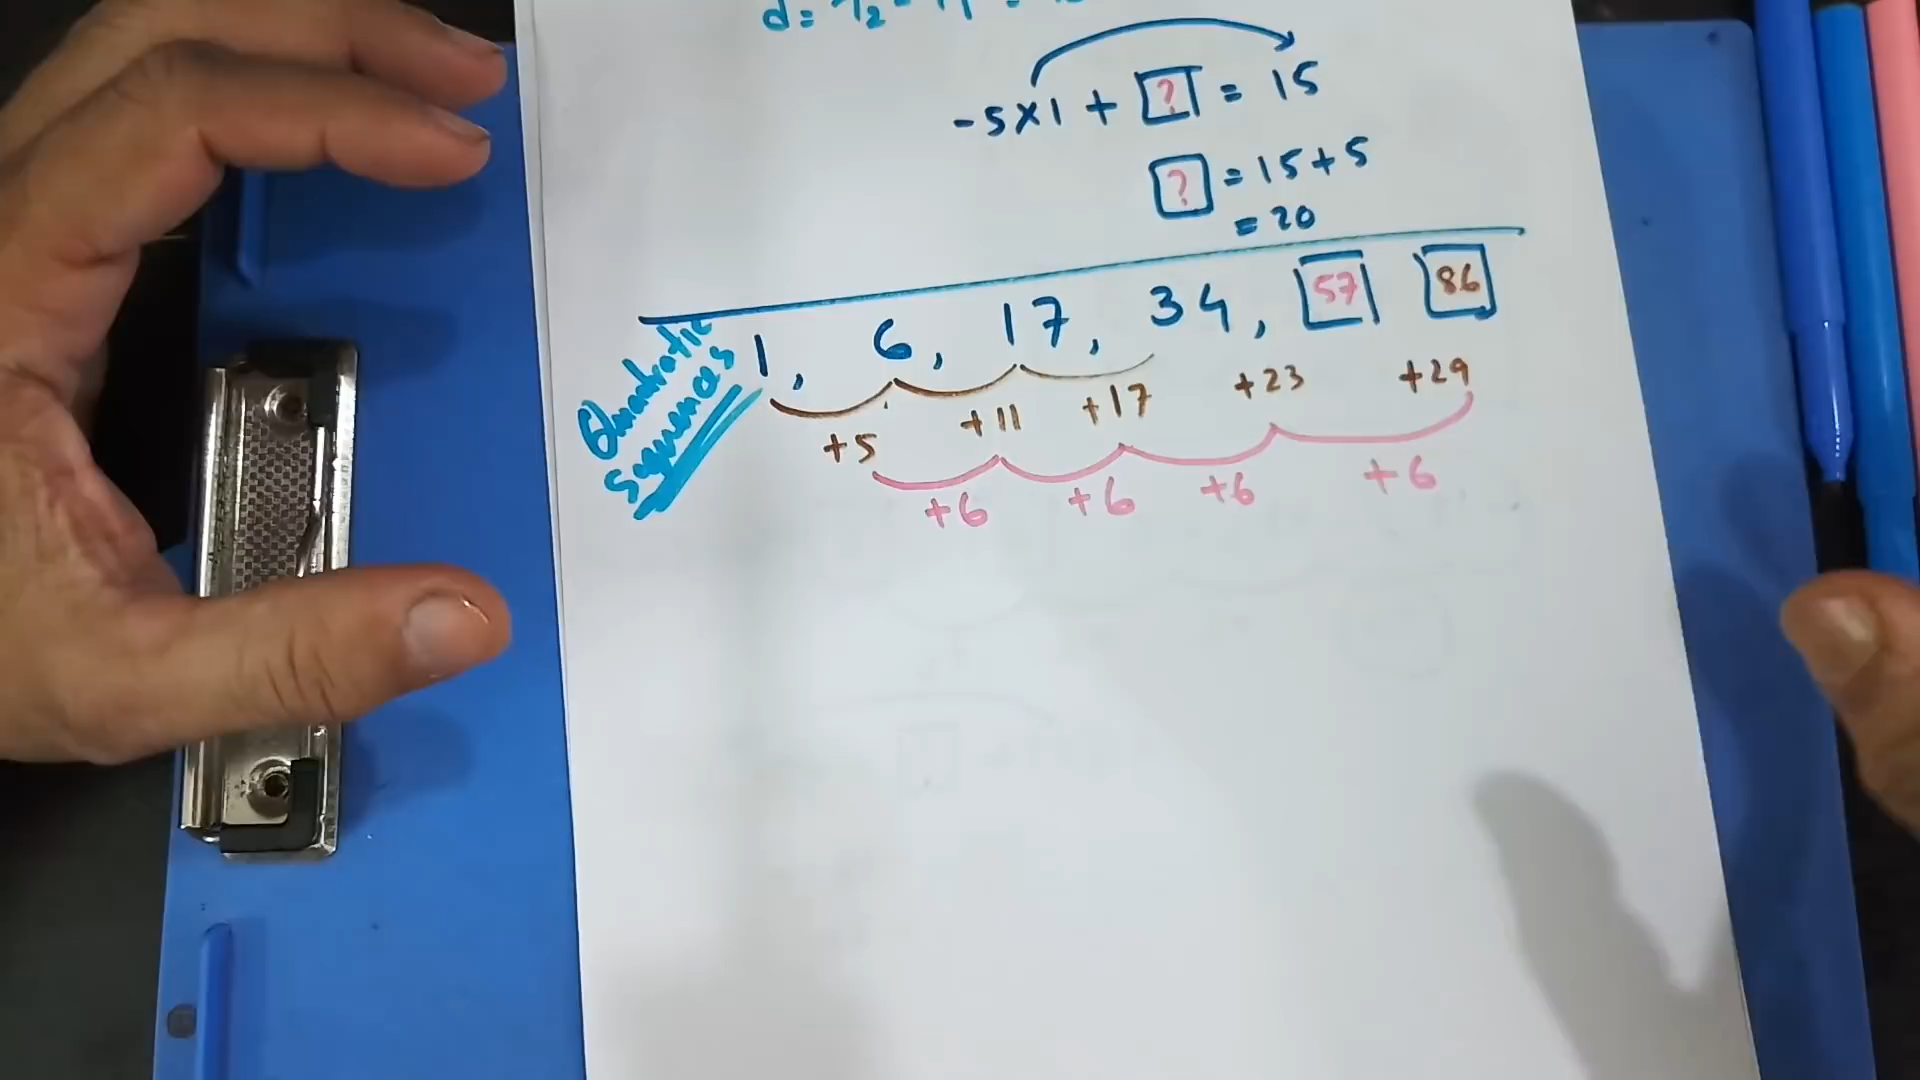 -5×1 + ? = 15
? = 15+5
= 20
Quadratic
Sequences
1, 6, 17, 34, 57 86
+5 +11 +17 +23 +29
+6 +6 +6 +6